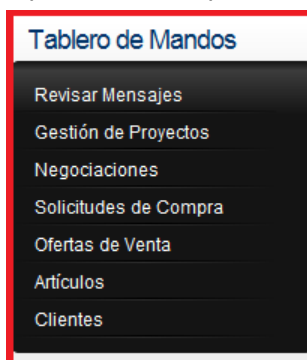 Tablero de Mandos
Revisar Mensajes
Gestión de Proyectos
Negociaciones
Solicitudes de Compra
Ofertas de Venta
Artículos
Clientes